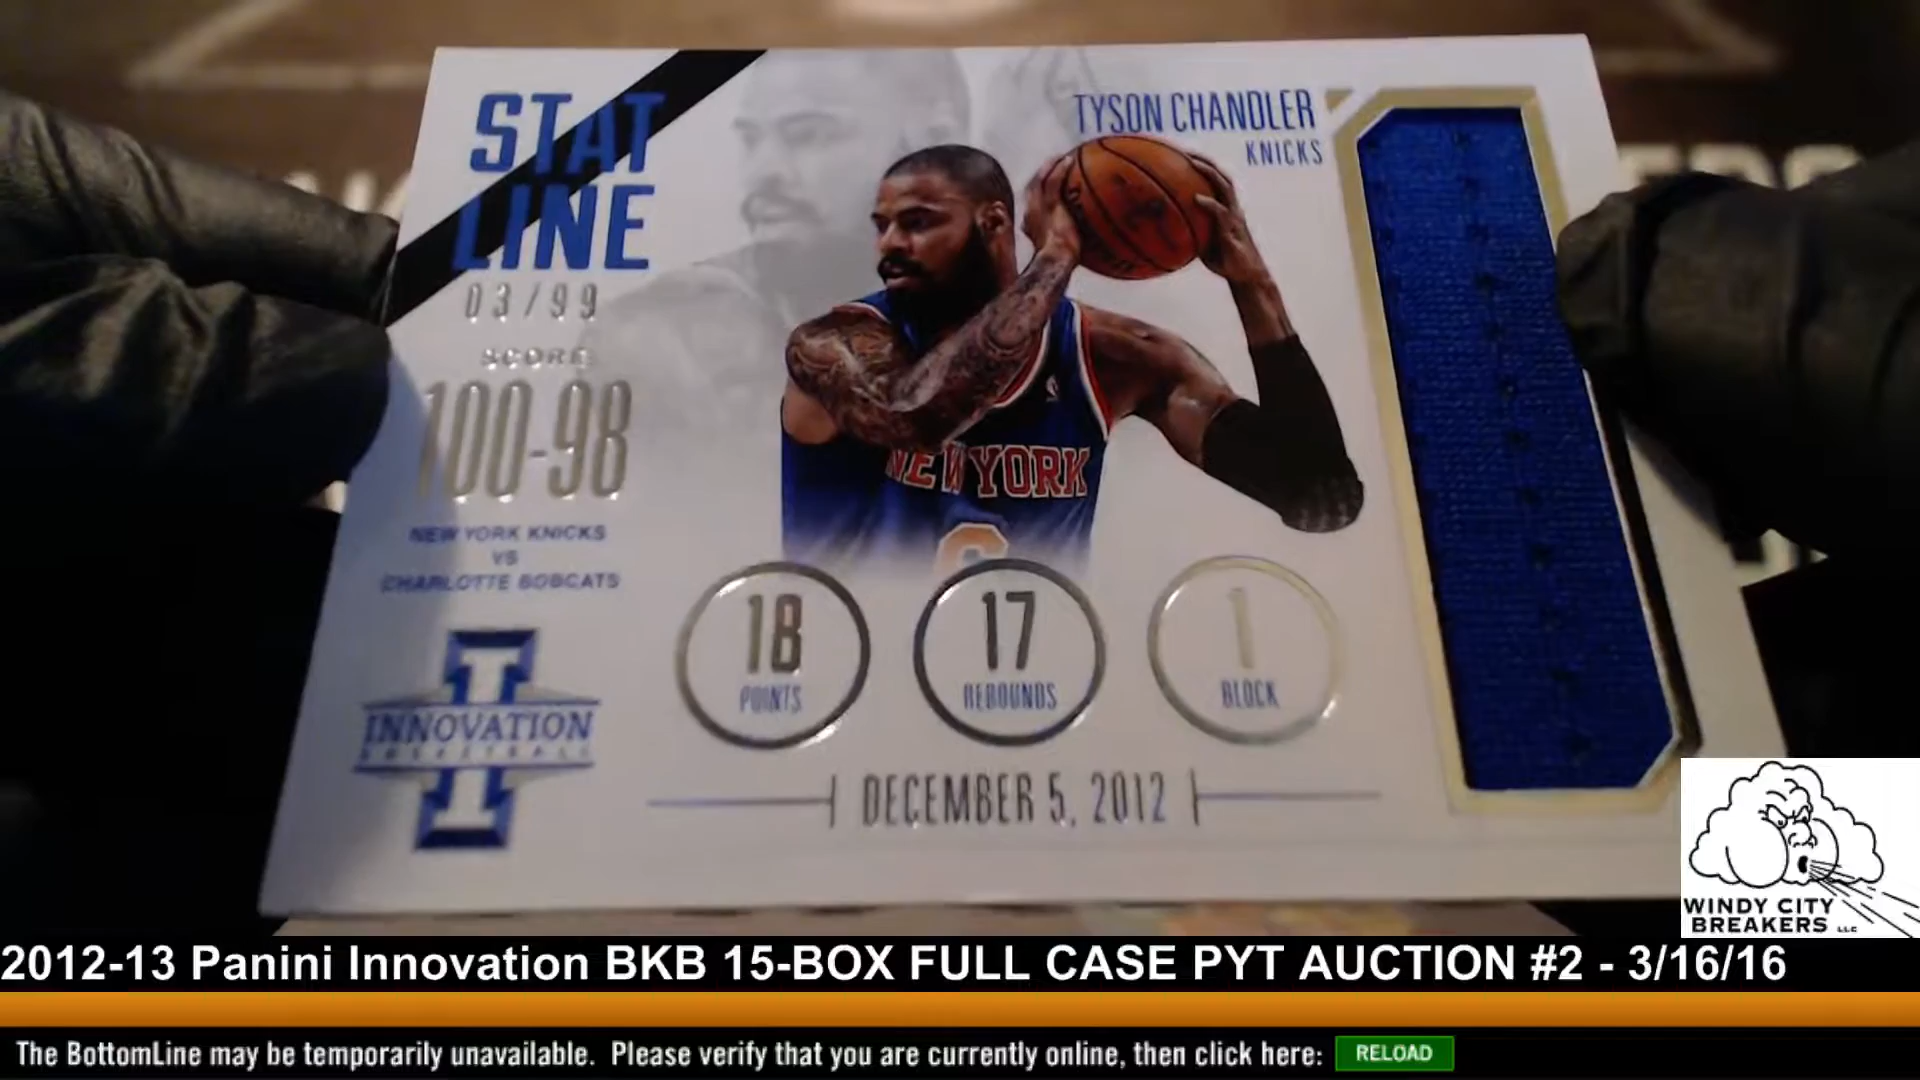 STAT
LINE
03/99
SCORE
100-98
NEW YORK KNICKS
VS
CHARLOTTE BOBCATS
INNOVATION
BASKETBALL
TYSON CHANDLER
KNICKS
NEW YORK
6
18
POINTS
17
REBOUNDS
1
BLOCK
DECEMBER 5, 2012
WINDY CITY
BREAKERS LLC
2012-13 Panini Innovation BKB 15-BOX FULL CASE PYT AUCTION #2 - 3/16/16
The BottomLine may be temporarily unavailable. Please verify that you are currently online, then click here: RELOAD